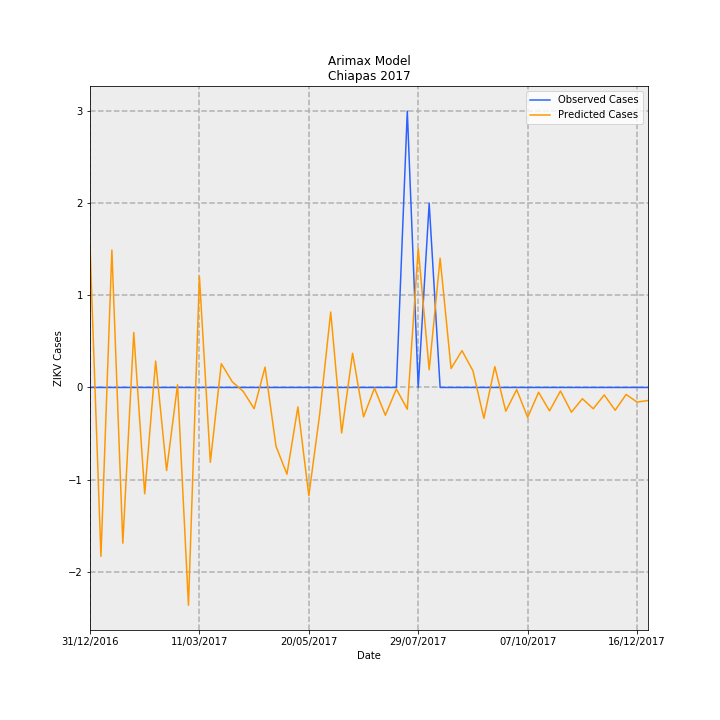 Arimax Model
Chiapas 2017
Observed Cases
Predicted Cases
3
2
1
0
−1
−2
ZIKV Cases
31/12/2016 11/03/2017 20/05/2017 29/07/2017 07/10/2017 16/12/2017
Date